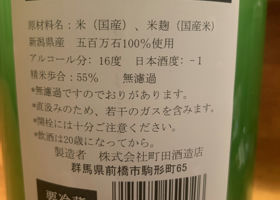 原材料名：米（国産）、米麹（国産米）
新潟県産　五百万石100％使用
アルコール分：16度　日本酒度：-1
精米歩合：55％　無濾過
*無濾過ですのでおりがあります。
*直汲みのため、若干のガスを含みます。
*開栓には十分ご注意ください。
*飲酒は20歳になってから。
製造者　株式会社町田酒造店
群馬県前橋市駒形町65
要冷蔵